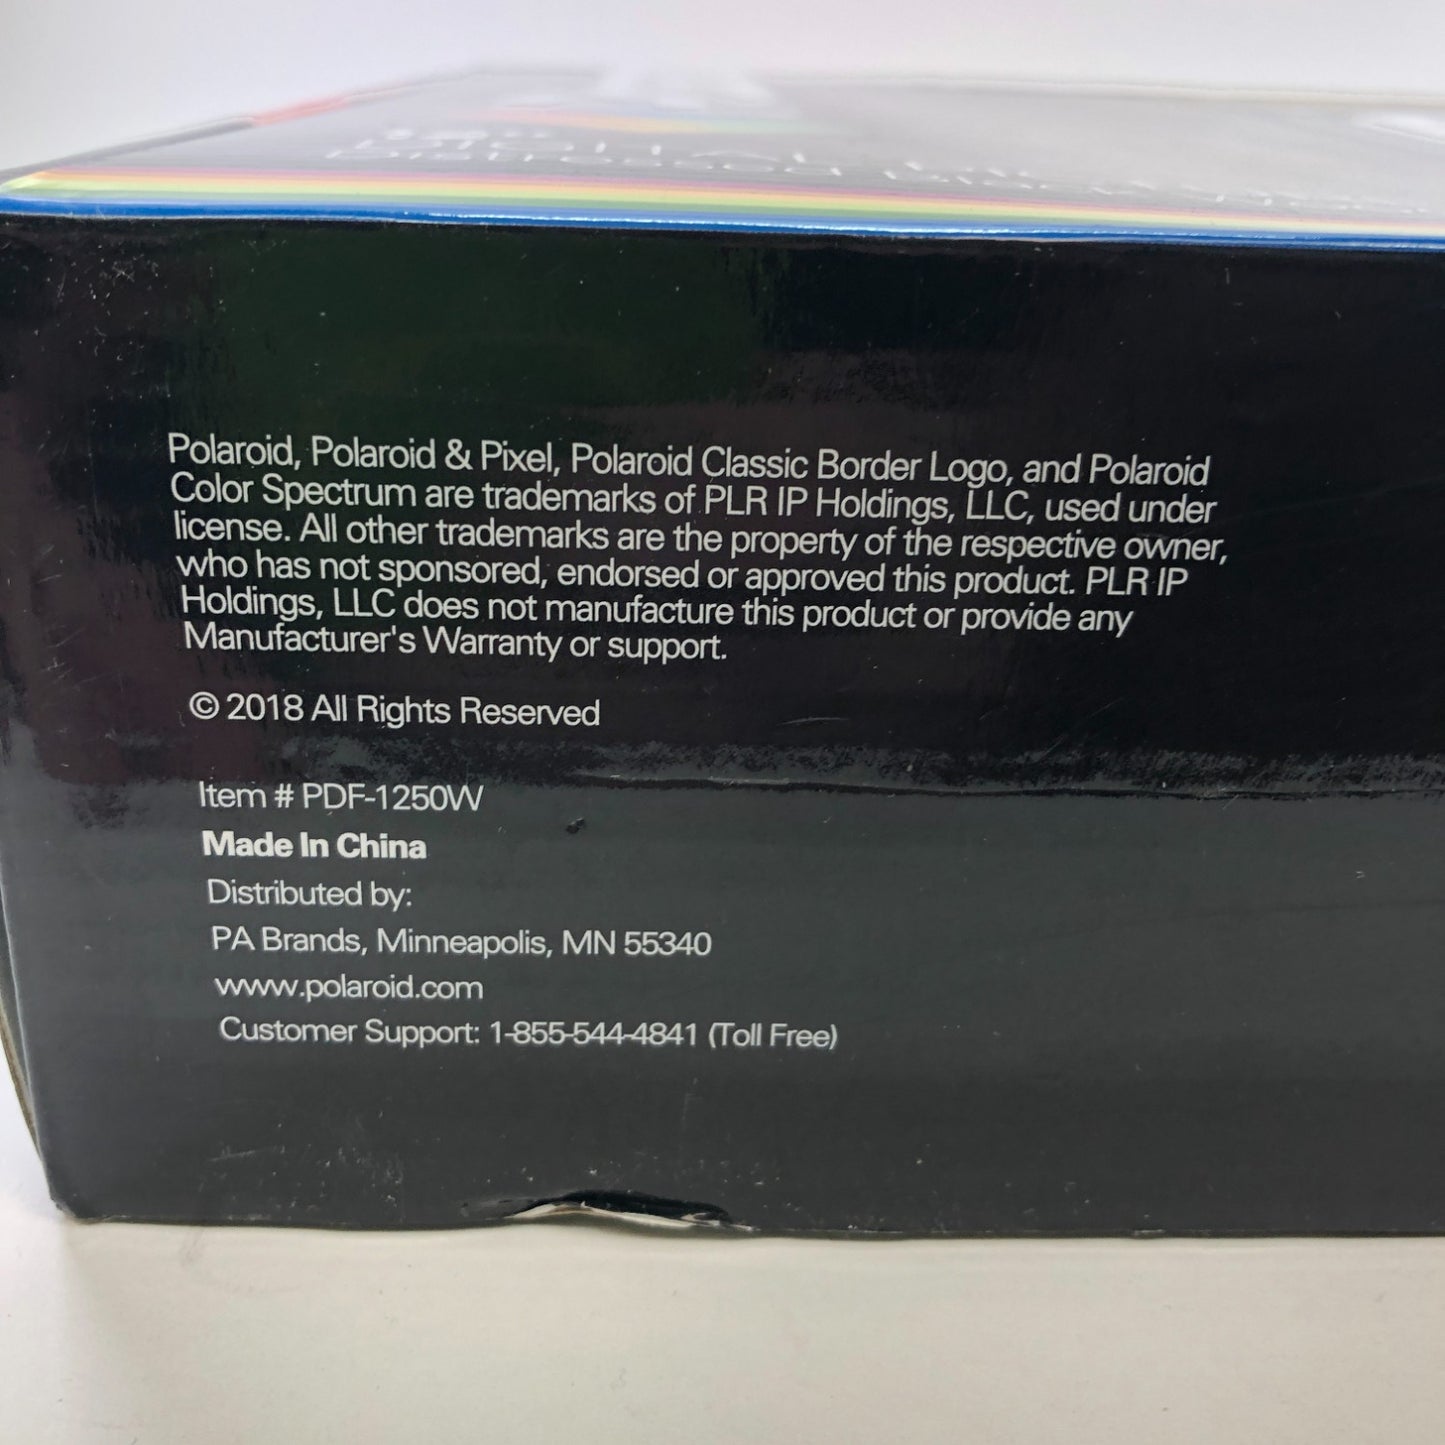 Polaroid, Polaroid & Pixel, Polaroid Classic Border Logo, and Polaroid
Color Spectrum are trademarks of PLR IP Holdings, LLC, used under
license. All other trademarks are the property of the respective owner,
who has not sponsored, endorsed or approved this product. PLR IP
Holdings, LLC does not manufacture this product or provide any
Manufacturer's Warranty or support.
© 2018 All Rights Reserved
Item # PDF-1250W
Made In China
Distributed by:
PA Brands, Minneapolis, MN 55340
www.polaroid.com
Customer Support: 1-855-544-4841 (Toll Free)